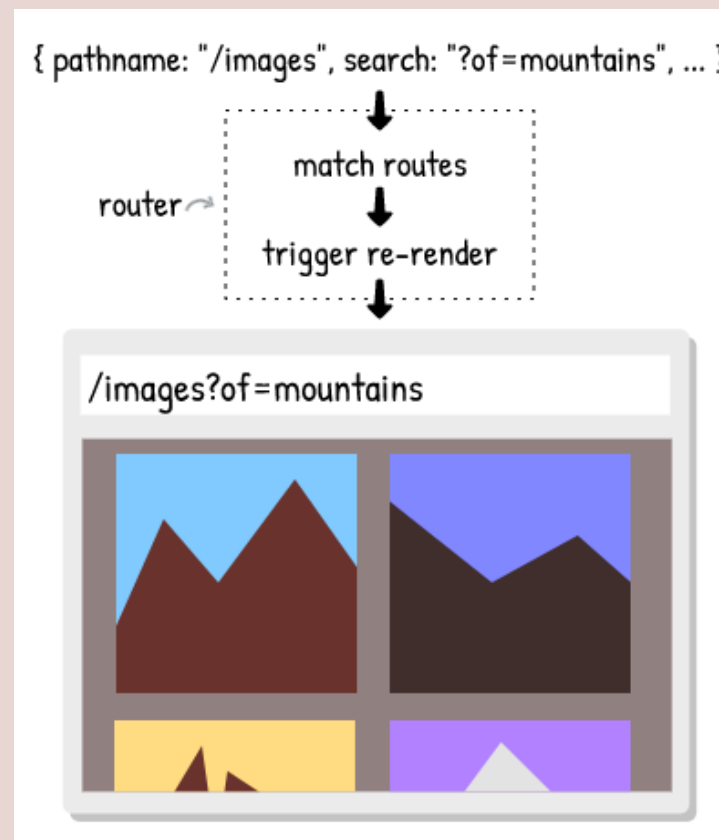 { pathname: "/images", search: "?of=mountains", ... }
match routes
router
trigger re-render
/images?of=mountains